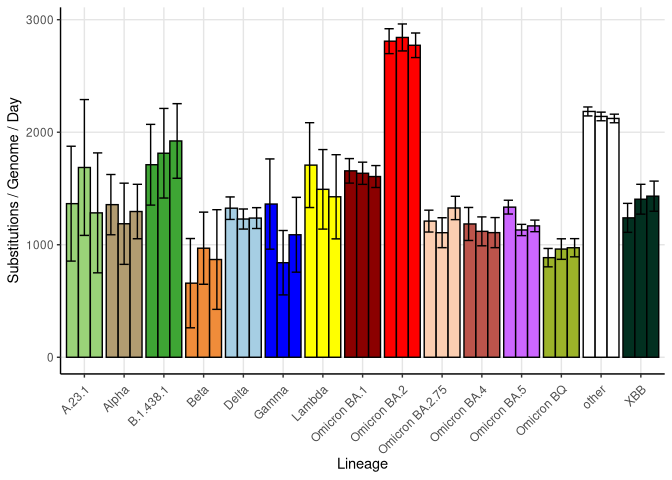 Substitutions / Genome / Day
3000
2000
1000
0
A.23.1
Alpha
B.1.438.1
Beta
Delta
Gamma
Lambda
Omicron BA.1
Omicron BA.2
Omicron BA.2.75
Omicron BA.4
Omicron BA.5
Omicron BQ
other
XBB
Lineage